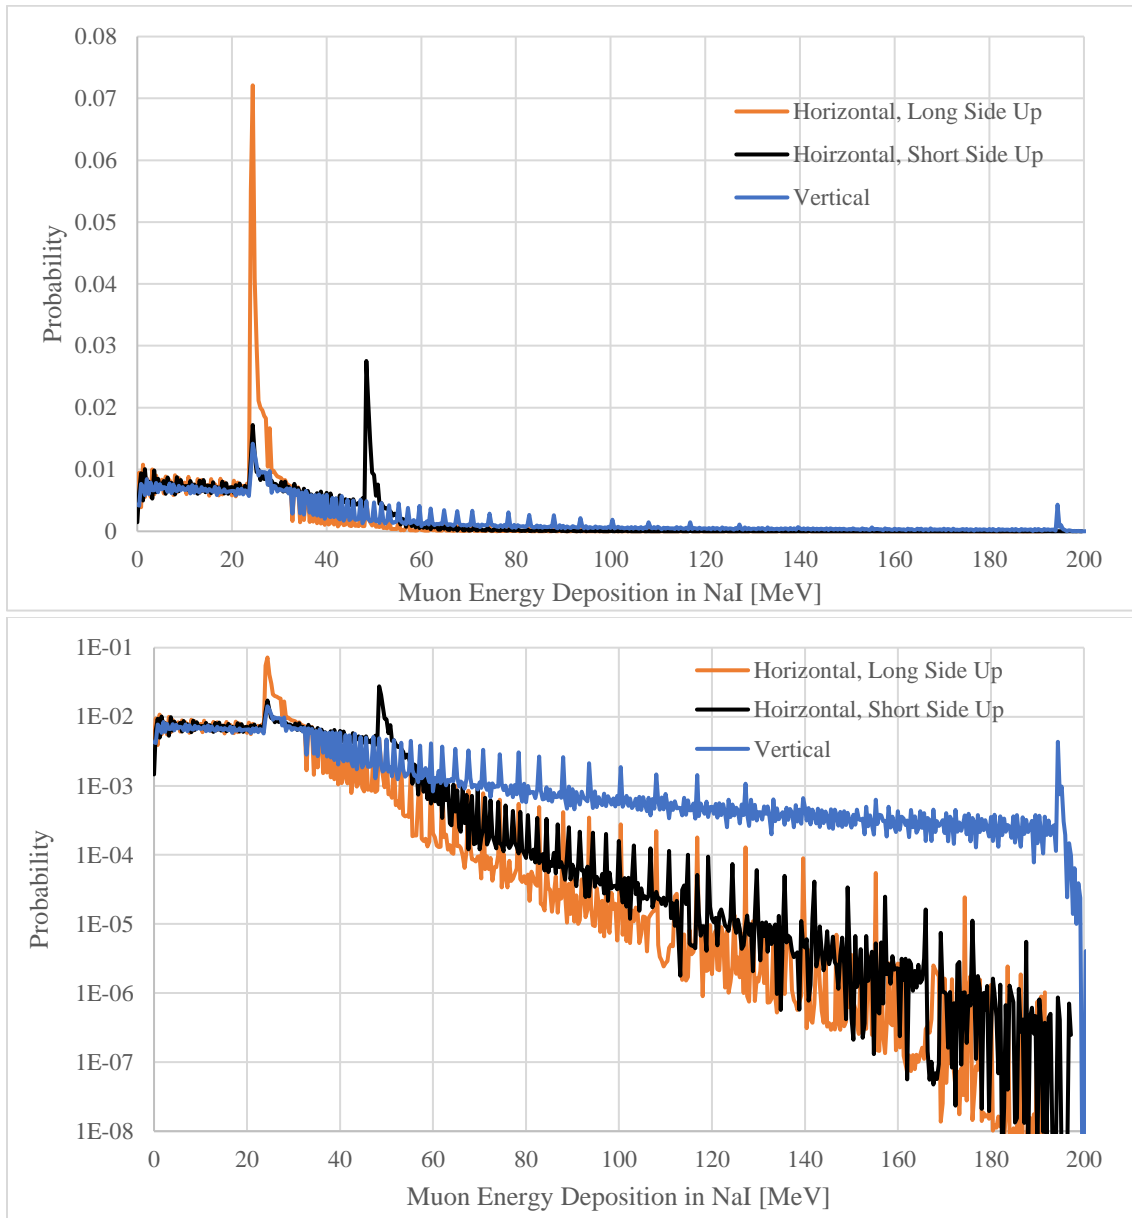 0.08
0.07
0.06
0.05
0.04
0.03
0.02
0.01
0
Probability
Horizontal, Long Side Up
Hoirzontal, Short Side Up
Vertical
0 20 40 60 80 100 120 140 160 180 200
Muon Energy Deposition in NaI [MeV]
1E-01
1E-02
1E-03
1E-04
1E-05
1E-06
1E-07
1E-08
Probability
Horizontal, Long Side Up
Hoirzontal, Short Side Up
Vertical
0 20 40 60 80 100 120 140 160 180 200
Muon Energy Deposition in NaI [MeV]